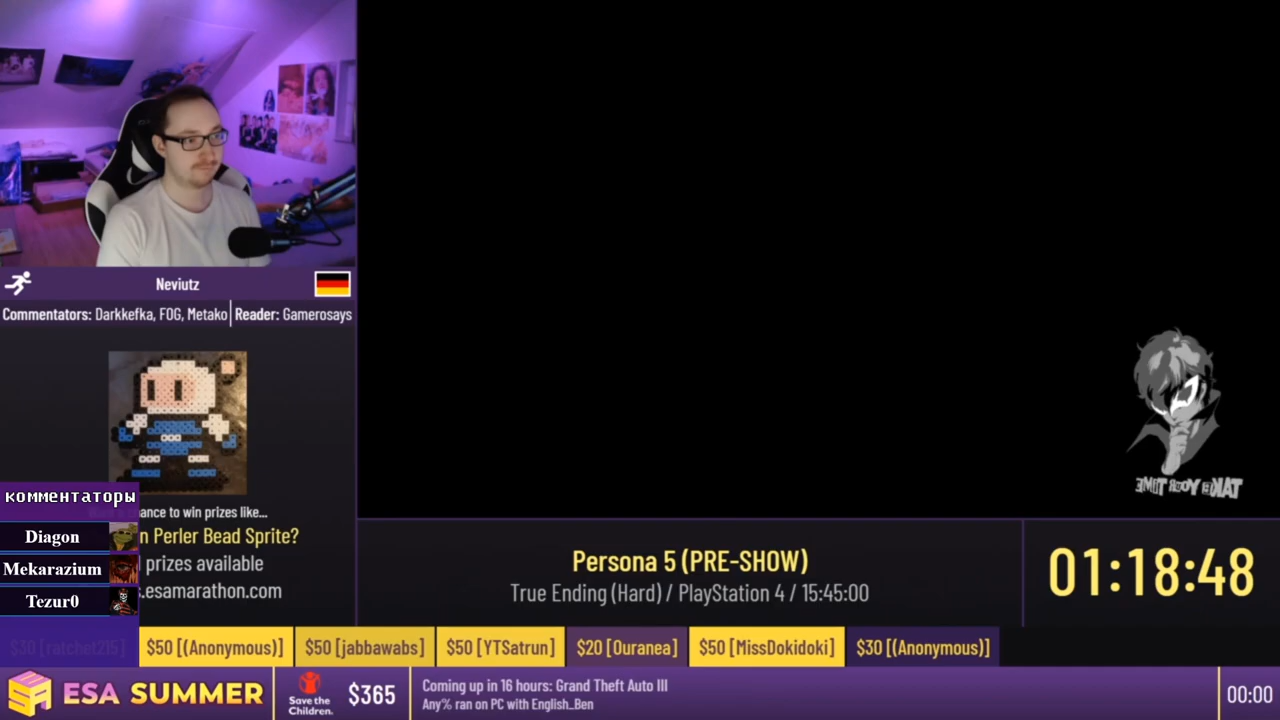 Neviutz
Commentators: Darkkefka, FOG, Metako Reader: Gamerosays
комментаторы
chance to win prizes like...
Diagon
n Perler Bead Sprite?
Mekarazium
prizes available
Tezur0
.esamarathon.com
TAKE YOUR TIME
Persona 5 (PRE-SHOW)
True Ending (Hard) / PlayStation 4 / 15:45:00
01:18:48
$30 [ratchet215] $50 [(Anonymous)] $50 [jabbawabs] $50 [YTSatrun] $20 [Ouranea] $50 [MissDokidoki] $30 [(Anonymous)]
ESA SUMMER
Save the
Children.
$365
Coming up in 16 hours: Grand Theft Auto III
Any% ran on PC with English_Ben
00:00